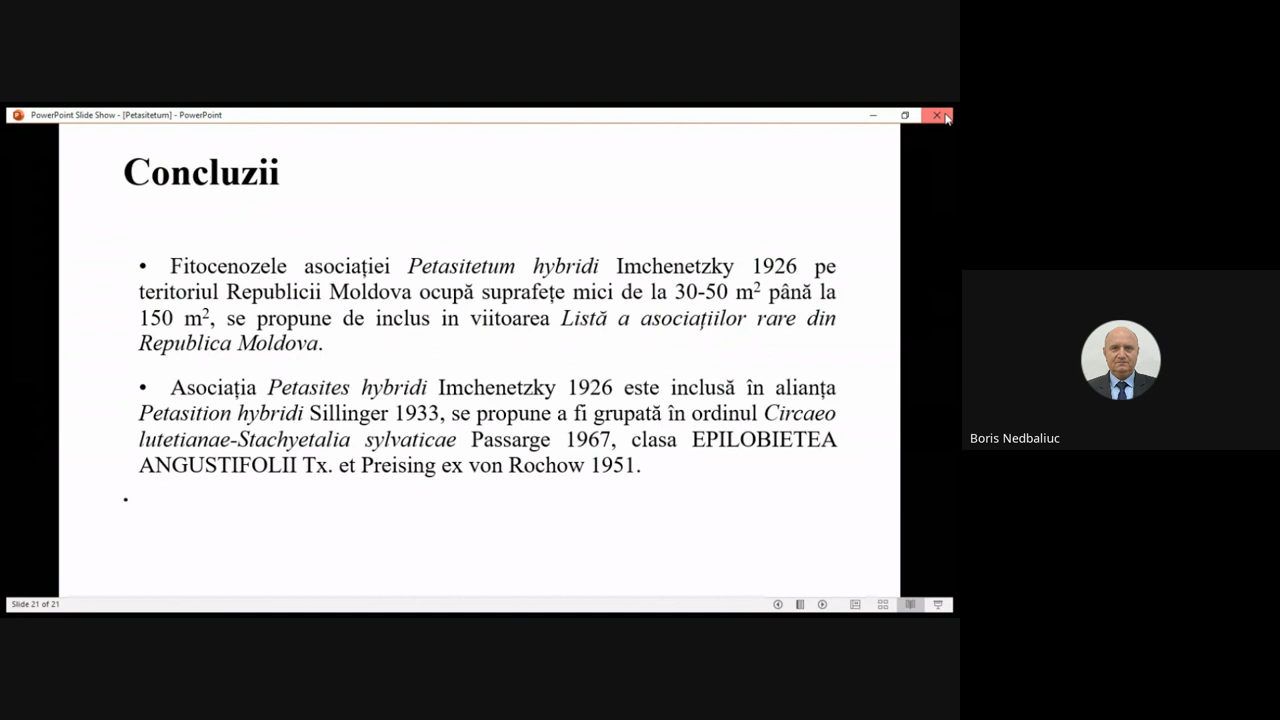 PowerPoint Slide Show - [Petasitetum] - PowerPoint
Concluzii
• Fitocenozele asociației Petasitetum hybridi Imchenetzky 1926 pe
teritoriul Republicii Moldova ocupă suprafețe mici de la 30-50 m² până la
150 m², se propune de inclus in viitoarea Listă a asociațiilor rare din
Republica Moldova.
• Asociația Petasites hybridi Imchenetzky 1926 este inclusă în alianța
Petasition hybridi Sillinger 1933, se propune a fi grupată în ordinul Circaeo
lutetianae-Stachyetalia sylvaticae Passarge 1967, clasa EPILOBIETEA
ANGUSTIFOLII Tx. et Preising ex von Rochow 1951.
.
Slide 21 of 21
Boris Nedbaliuc